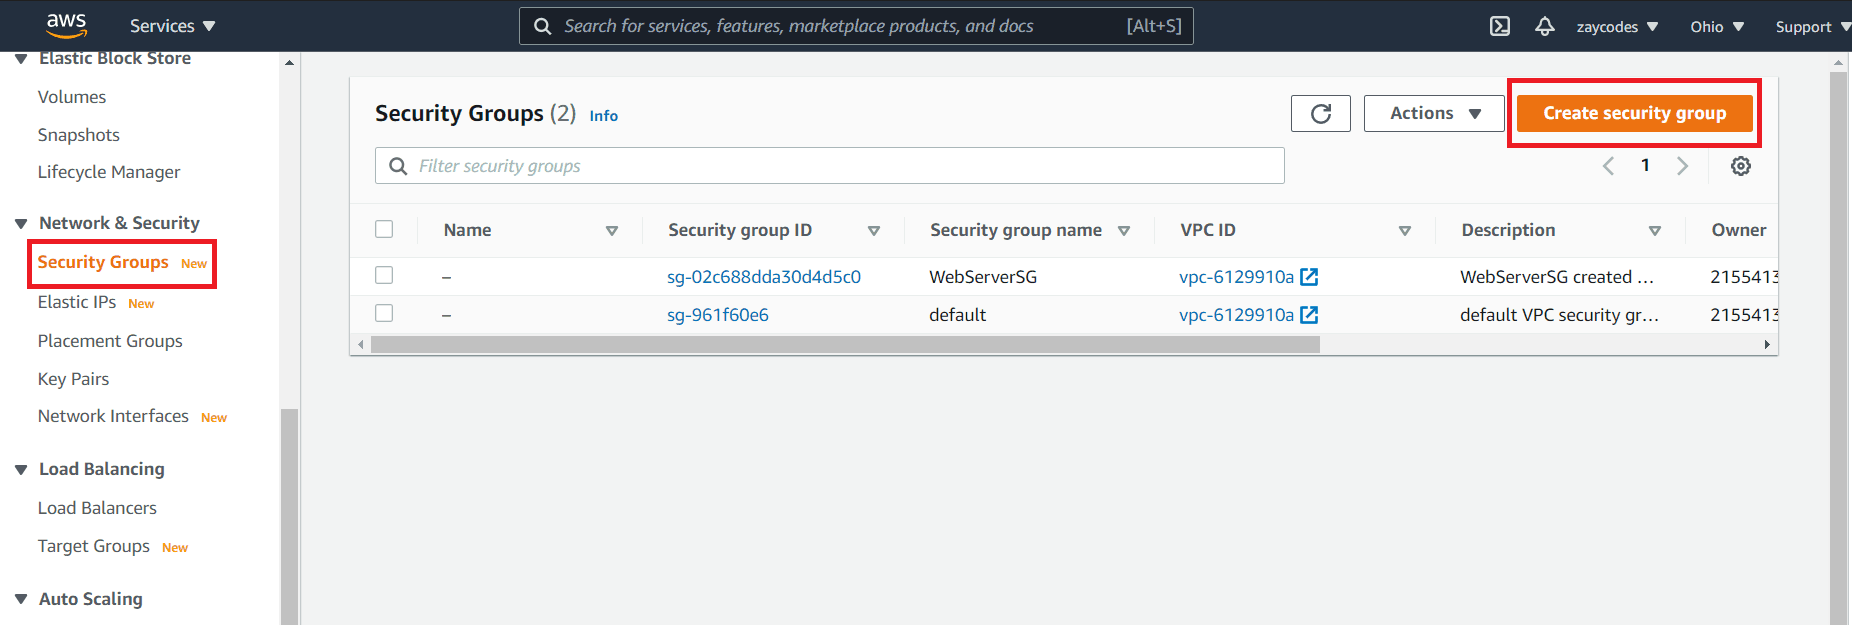 aws Services Search for services, features, marketplace products, and docs [Alt+S] zaycodes Ohio Support
Elastic Block Store
Volumes
Snapshots
Lifecycle Manager
Network & Security
Security Groups New
Elastic IPs New
Placement Groups
Key Pairs
Network Interfaces New
Load Balancing
Load Balancers
Target Groups New
Auto Scaling
Security Groups (2) Info
Actions
Create security group
Filter security groups
1
Name Security group ID Security group name VPC ID Description Owner
– sg-02c688dda30d4d5c0 WebServerSG vpc-6129910a WebServerSG created ... 2155413
– sg-961f60e6 default vpc-6129910a default VPC security gr... 2155413